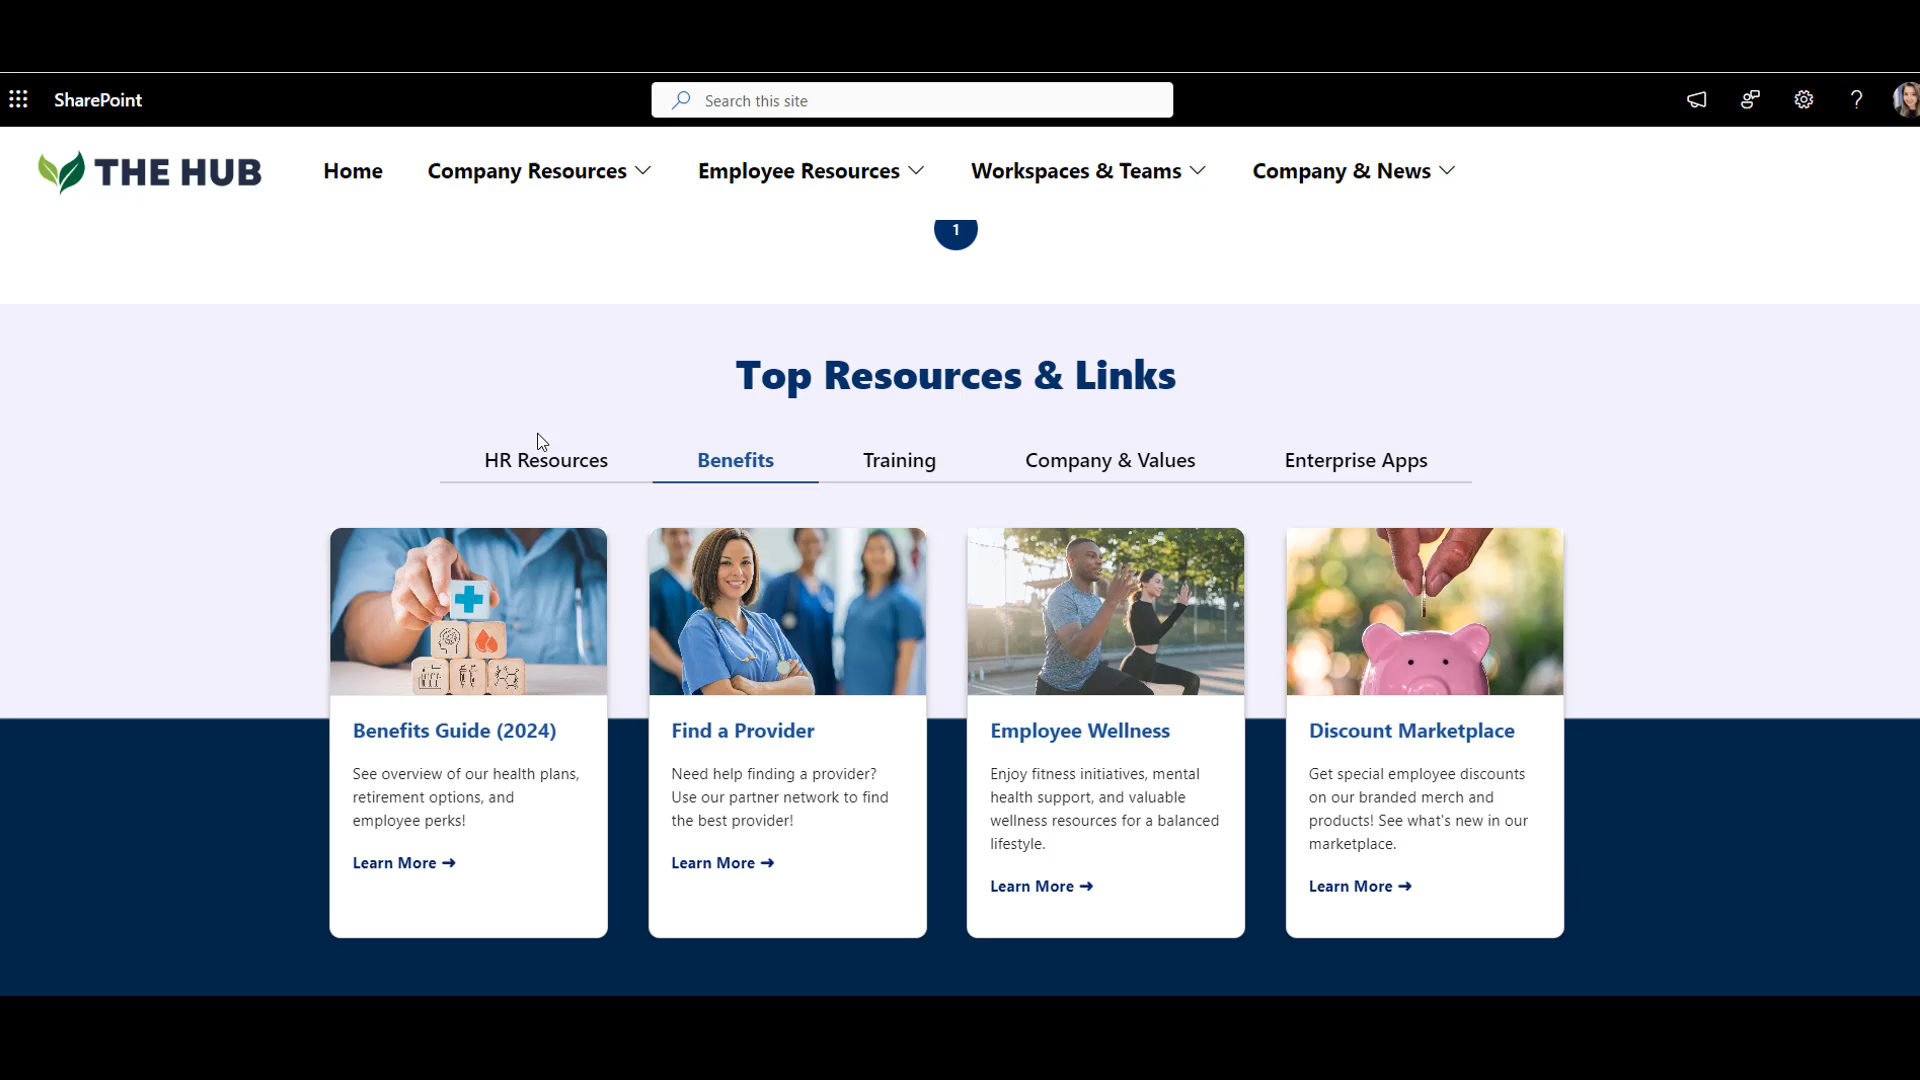 SharePoint
Search this site
?
THE HUB
Home
Company Resources
Employee Resources
Workspaces & Teams
Company & News
1
Top Resources & Links
HR Resources
Benefits
Training
Company & Values
Enterprise Apps
Benefits Guide (2024)
See overview of our health plans,
retirement options, and
employee perks!
Learn More →
Find a Provider
Need help finding a provider?
Use our partner network to find
the best provider!
Learn More →
Employee Wellness
Enjoy fitness initiatives, mental
health support, and valuable
wellness resources for a balanced
lifestyle.
Learn More →
Discount Marketplace
Get special employee discounts
on our branded merch and
products! See what's new in our
marketplace.
Learn More →